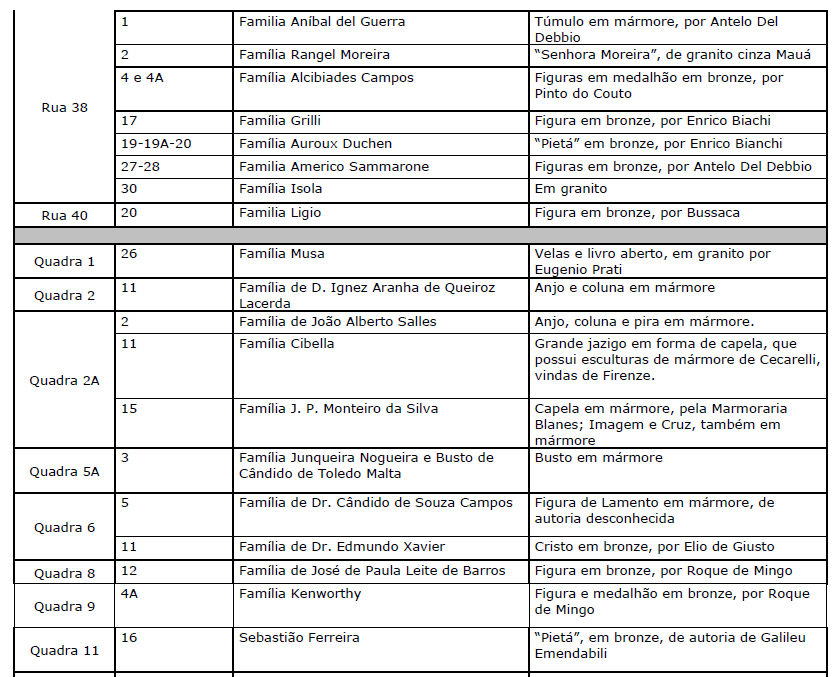 1 Familia Aníbal del Guerra Túmulo em mármore, por Antelo Del
Debbio
2 Família Rangel Moreira “Senhora Moreira”, de granito cinza Mauá
4 e 4A Família Alcibiades Campos Figuras em medalhão em bronze, por
Pinto do Couto
Rua 38
17 Família Grilli Figura em bronze, por Enrico Biachi
19-19A-20 Família Auroux Duchen “Pietá” em bronze, por Enrico Bianchi
27-28 Familia Americo Sammarone Figuras em bronze, por Antelo Del Debbio
30 Família Isola Em granito
Rua 40 20 Familia Ligio Figura em bronze, por Bussaca
Quadra 1 26 Família Musa Velas e livro aberto, em granito por
Eugenio Prati
Quadra 2 11 Família de D. Ignez Aranha de Queiroz Anjo e coluna em mármore
Lacerda
2 Família de João Alberto Salles Anjo, coluna e pira em mármore.
11 Família Cibella Grande jazigo em forma de capela, que
possui esculturas de mármore de Cecarelli,
vindas de Firenze.
Quadra 2A
15 Família J. P. Monteiro da Silva Capela em mármore, pela Marmoraria
Blanes; Imagem e Cruz, também em
mármore
Quadra 5A 3 Família Junqueira Nogueira e Busto de Busto em mármore
Cândido de Toledo Malta
Quadra 6 5 Família de Dr. Cândido de Souza Campos Figura de Lamento em mármore, de
autoria desconhecida
11 Família de Dr. Edmundo Xavier Cristo em bronze, por Elio de Giusto
Quadra 8 12 Família de José de Paula Leite de Barros Figura em bronze, por Roque de Mingo
Quadra 9 4A Família Kenworthy Figura e medalhão em bronze, por Roque
de Mingo
Quadra 11 16 Sebastião Ferreira “Pietá”, em bronze, de autoria de Galileu
Emendabili